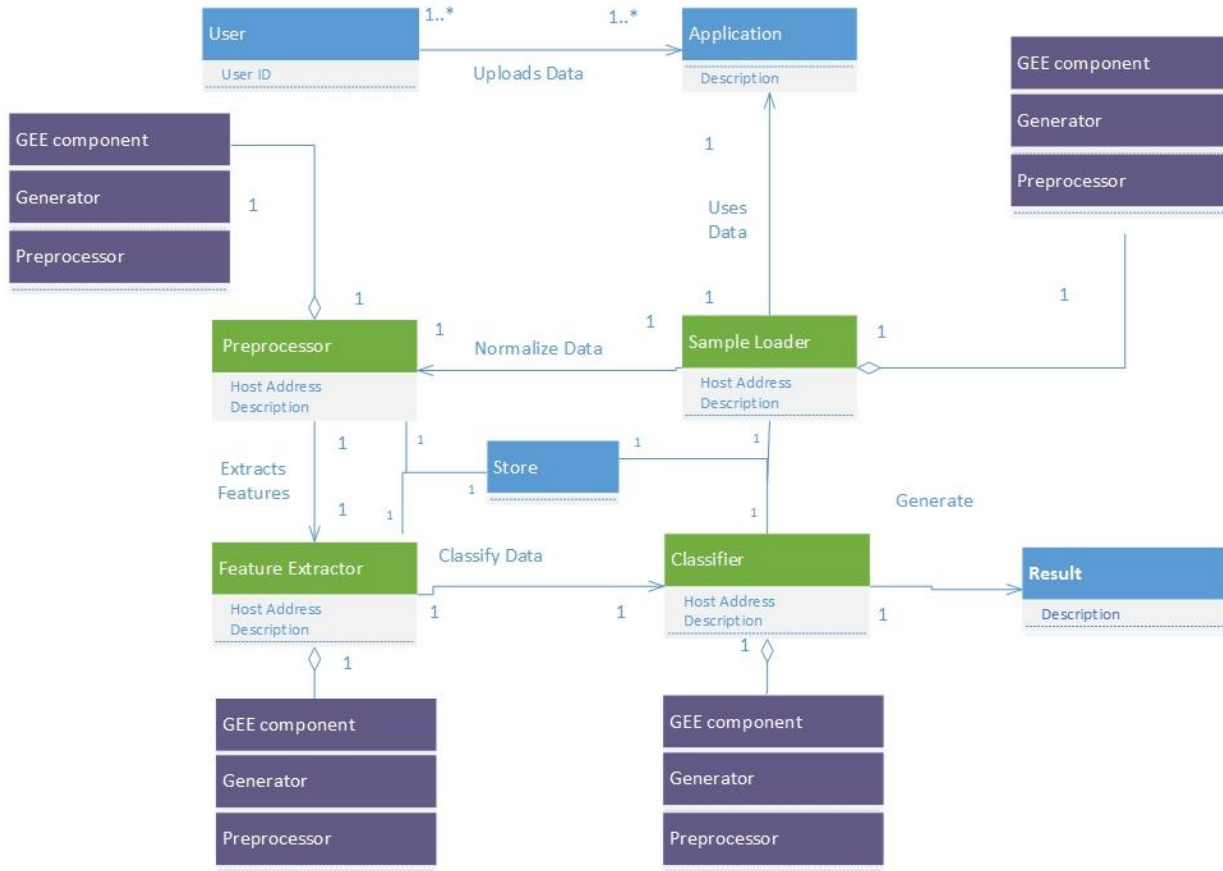 1..*
1..*
User
Application
User ID
Uploads Data
Description
GEE component
Generator
Preprocessor
GEE component
Generator
Preprocessor
1
1
Uses
Data
1
1
1
1
1
1
Preprocessor
Normalize Data
Sample Loader
Host Address
Description
Host Address
Description
1
1
1
1
Extracts
Features
Store
1
1
1
1
Generate
Feature Extractor
Classify Data
Classifier
Result
Host Address
Description
1
1
Host Address
Description
1
Description
1
1
GEE component
Generator
Preprocessor
GEE component
Generator
Preprocessor